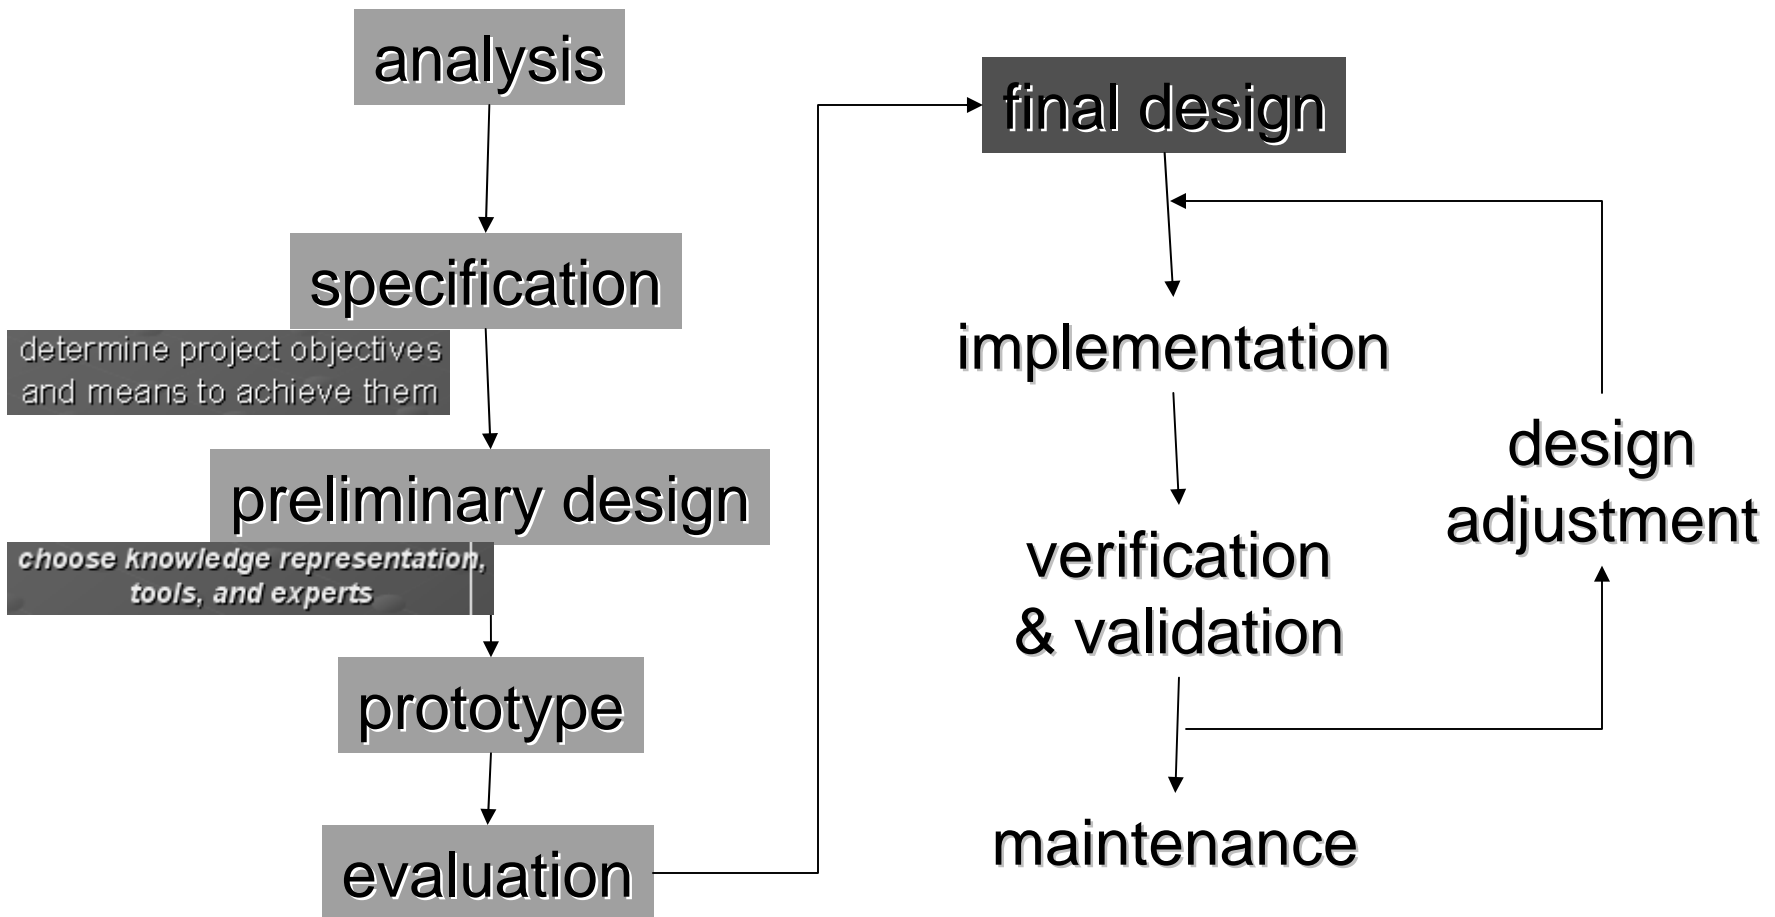 analysis
specification
determine project objectives
and means to achieve them
preliminary design
choose knowledge representation,
tools, and experts
prototype
evaluation
final design
implementation
verification
& validation
maintenance
design
adjustment